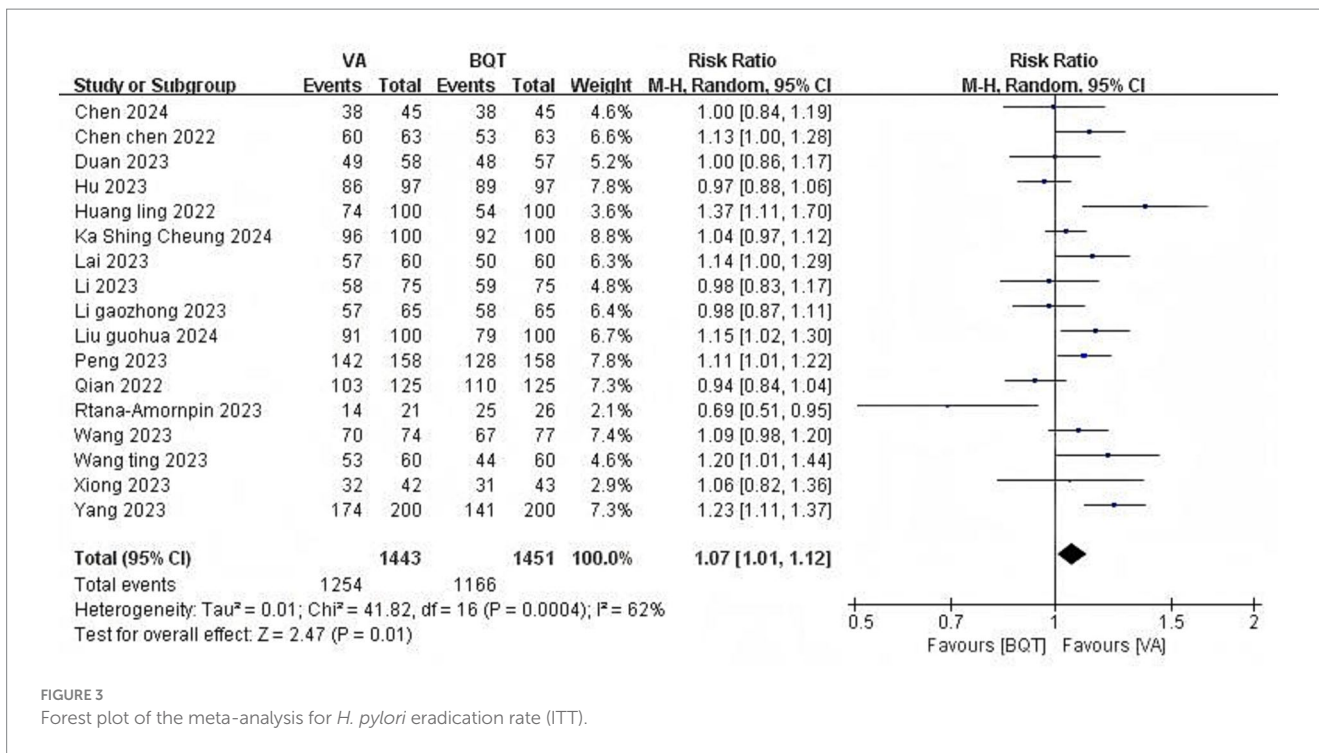 VA BQT Risk Ratio Risk Ratio
Study or Subgroup Events Total Events Total Weight M-H, Random, 95% CI M-H, Random, 95% CI
Chen 2024 38 45 38 45 4.6% 1.00 [0.84, 1.19]
Chen chen 2022 60 63 53 63 6.6% 1.13 [1.00, 1.28]
Duan 2023 49 58 48 57 5.2% 1.00 [0.86, 1.17]
Hu 2023 86 97 89 97 7.8% 0.97 [0.88, 1.06]
Huang ling 2022 74 100 54 100 3.6% 1.37 [1.11, 1.70]
Ka Shing Cheung 2024 96 100 92 100 8.8% 1.04 [0.97, 1.12]
Lai 2023 57 60 50 60 6.3% 1.14 [1.00, 1.29]
Li 2023 58 75 59 75 4.8% 0.98 [0.83, 1.17]
Li gaozhong 2023 57 65 58 65 6.4% 0.98 [0.87, 1.11]
Liu guohua 2024 91 100 79 100 6.7% 1.15 [1.02, 1.30]
Peng 2023 142 158 128 158 7.8% 1.11 [1.01, 1.22]
Qian 2022 103 125 110 125 7.3% 0.94 [0.84, 1.04]
Rtana-Amornpin 2023 14 21 25 26 2.1% 0.69 [0.51, 0.95]
Wang 2023 70 74 67 77 7.4% 1.09 [0.98, 1.20]
Wang ting 2023 53 60 44 60 4.6% 1.20 [1.01, 1.44]
Xiong 2023 32 42 31 43 2.9% 1.06 [0.82, 1.36]
Yang 2023 174 200 141 200 7.3% 1.23 [1.11, 1.37]
Total (95% CI) 1443 1451 100.0% 1.07 [1.01, 1.12]
Total events 1254 1166
Heterogeneity: Tau² = 0.01; Chi² = 41.82, df = 16 (P = 0.0004); I² = 62%
Test for overall effect: Z = 2.47 (P = 0.01)
0.5 0.7 1 1.5 2
Favours [BQT] Favours [VA]
FIGURE 3
Forest plot of the meta-analysis for H. pylori eradication rate (ITT).